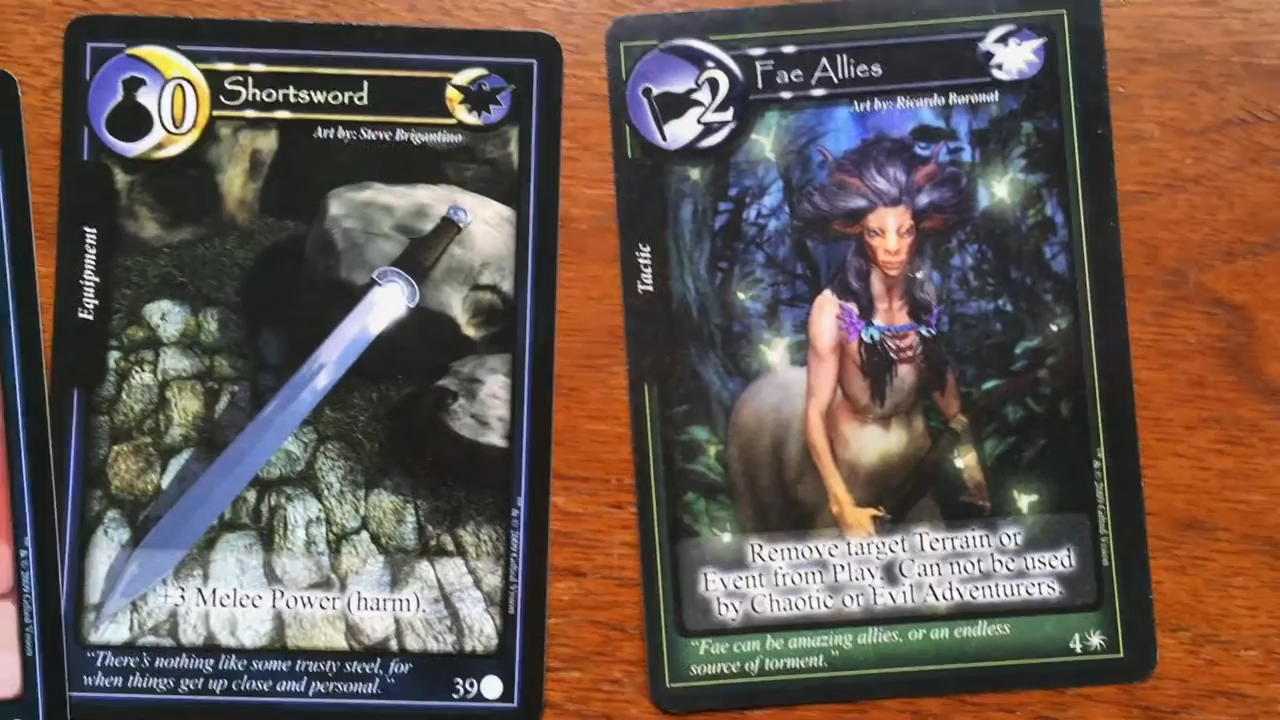 0
Shortsword
Art by: Steve Brigantino
Equipment
+3 Melee Power (harm).
"There's nothing like some trusty steel, for
when things get up close and personal."
39
2
Fae Allies
Art by: Ricardo Boronat
Tactic
Remove target Terrain or
Event from Play. Can not be used
by Chaotic or Evil Adventurers.
"Fae can be amazing allies, or an endless
source of torment."
4